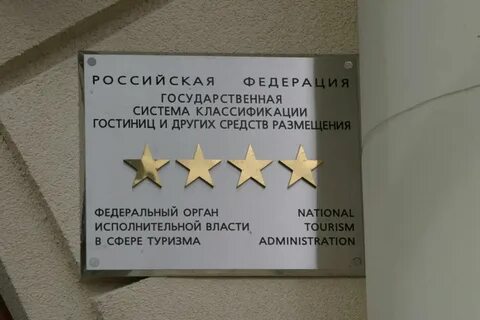 РОССИЙСКАЯ ФЕДЕРАЦИЯ
ГОСУДАРСТВЕННАЯ
СИСТЕМА КЛАССИФИКАЦИИ
ГОСТИНИЦ И ДРУГИХ СРЕДСТВ РАЗМЕЩЕНИЯ
ФЕДЕРАЛЬНЫЙ ОРГАН
ИСПОЛНИТЕЛЬНОЙ ВЛАСТИ
В СФЕРЕ ТУРИЗМА
NATIONAL
TOURISM
ADMINISTRATION